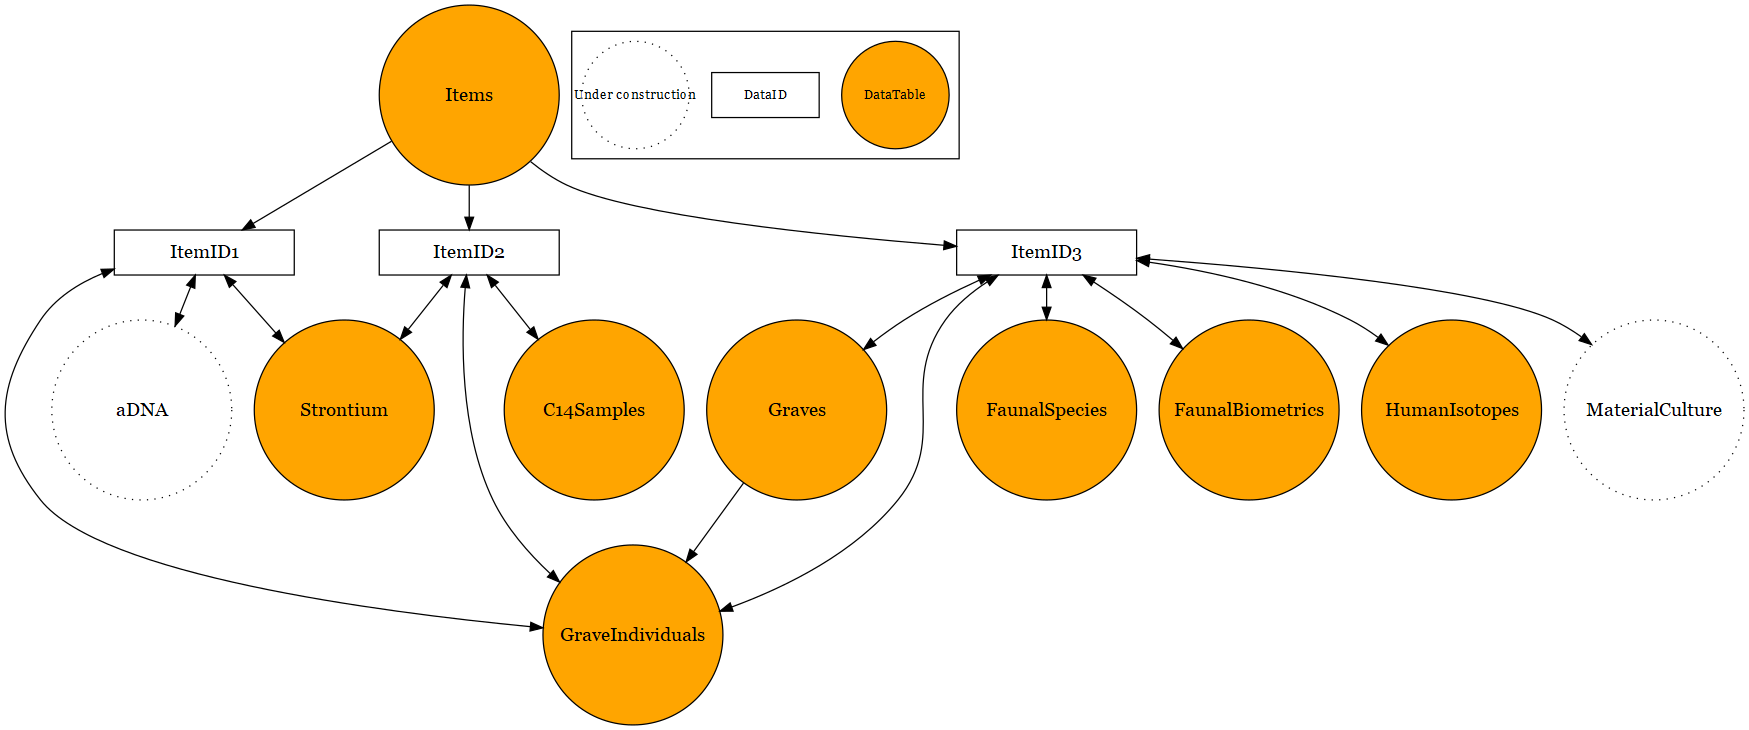 Items
Under construction
DataID
DataTable
ItemID1
ItemID2
ItemID3
aDNA
Strontium
C14Samples
Graves
FaunalSpecies
FaunalBiometrics
HumanIsotopes
MaterialCulture
GraveIndividuals